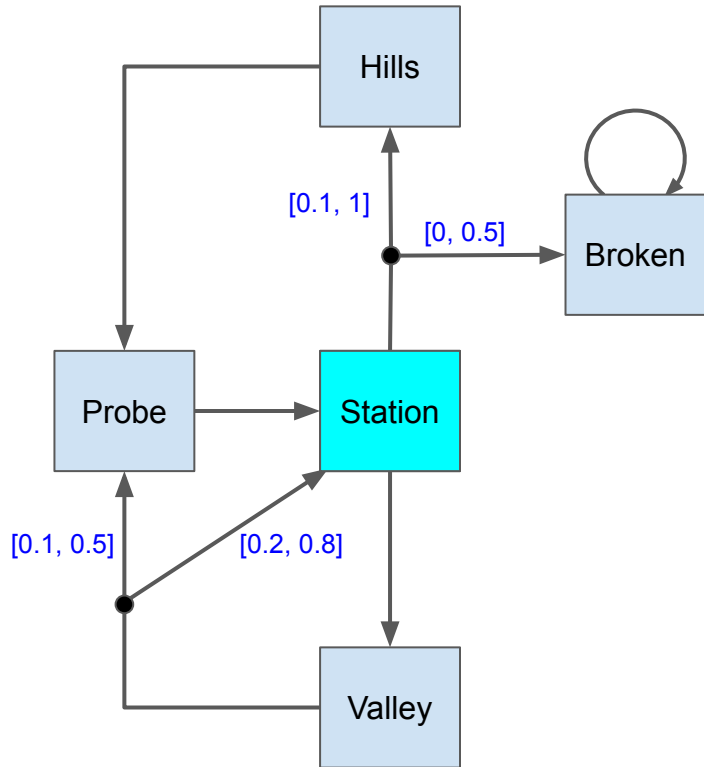 Hills
[0.1, 1]
[0, 0.5]
Broken
Probe
Station
[0.1, 0.5]
[0.2, 0.8]
Valley